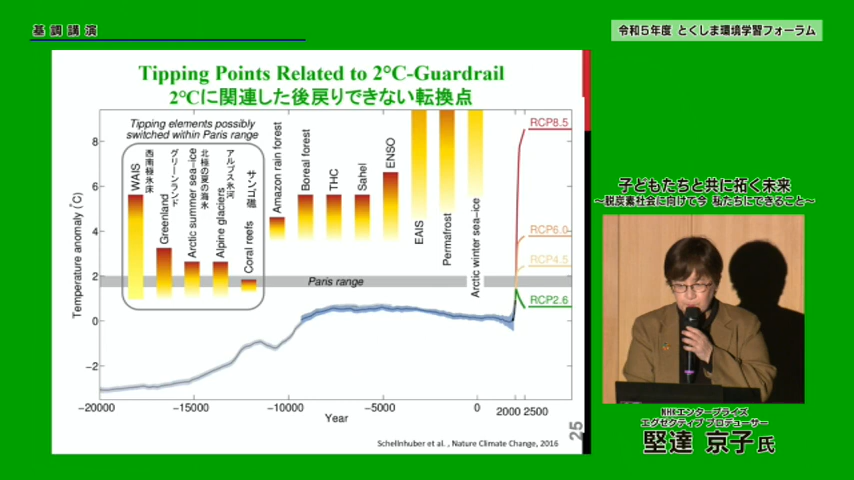 基調講演
令和5年度 とくしま環境学習フォーラム
Tipping Points Related to 2°C-Guardrail
2°Cに関連した後戻りできない転換点
Tipping elements possibly
switched within Paris range
WAIS
西南極氷床
Greenland
グリーンランド
Arctic summer sea-ice
北極の夏の海氷
Alpine glaciers
アルプス氷河
Coral reefs
サンゴ礁
Amazon rain forest
Boreal forest
THC
Sahel
ENSO
EAIS
Permafrost
Arctic winter sea-ice
RCP8.5
RCP6.0
RCP4.5
RCP2.6
Paris range
Temperature anomaly (°C)
8
6
4
2
0
−2
−20000
−15000
−10000
−5000
0
2000
2500
Year
Schellnhuber et al. , Nature Climate Change, 2016
25
子どもたちと共に拓く未来
~脱炭素社会に向けて今 私たちにできること~
NHKエンタープライズ
エグゼクティブ プロデューサー
堅達 京子氏